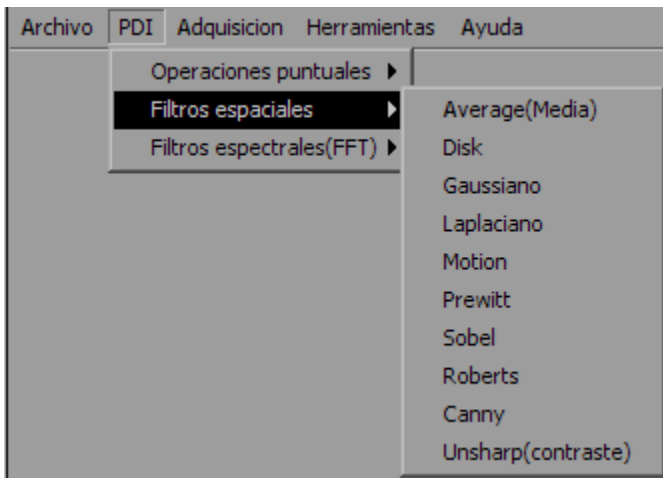 Archivo PDI Adquisicion Herramientas Ayuda
Operaciones puntuales
Filtros espaciales
Filtros espectrales(FFT)
Average(Media)
Disk
Gaussiano
Laplaciano
Motion
Prewitt
Sobel
Roberts
Canny
Unsharp(contraste)